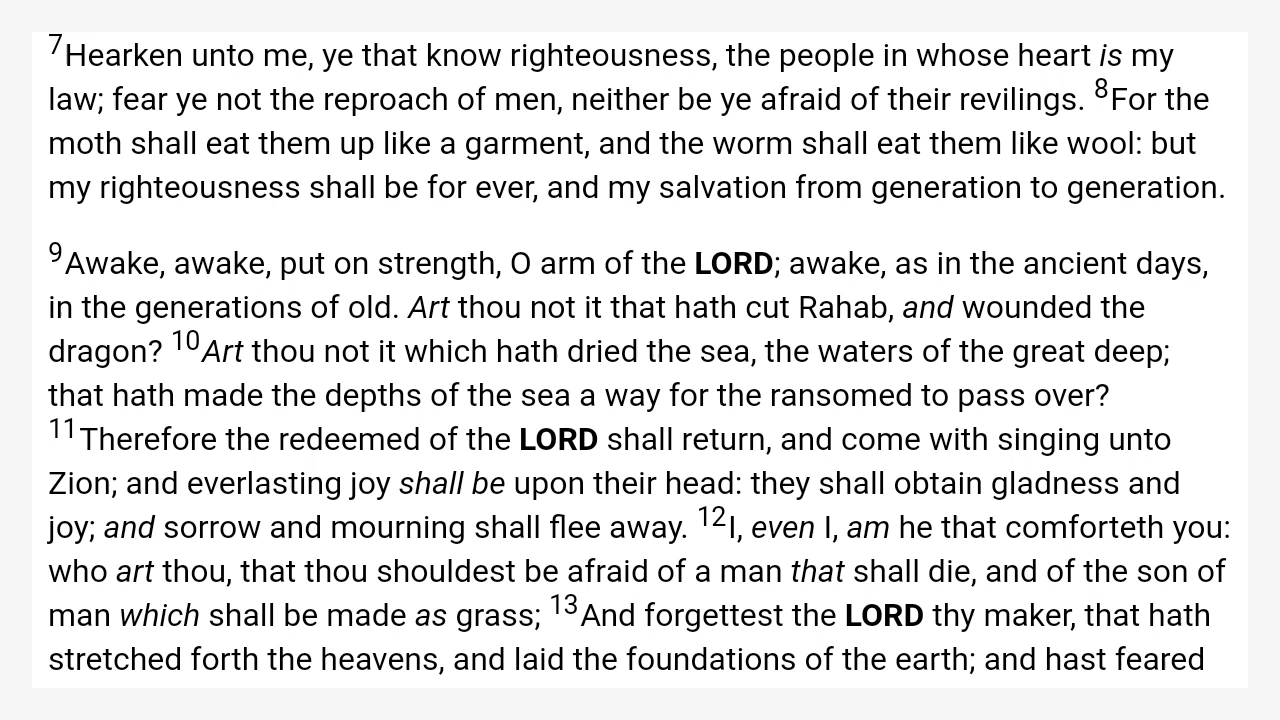 7Hearken unto me, ye that know righteousness, the people in whose heart is my
law; fear ye not the reproach of men, neither be ye afraid of their revilings. 8For the
moth shall eat them up like a garment, and the worm shall eat them like wool: but
my righteousness shall be for ever, and my salvation from generation to generation.
9Awake, awake, put on strength, O arm of the LORD; awake, as in the ancient days,
in the generations of old. Art thou not it that hath cut Rahab, and wounded the
dragon? 10Art thou not it which hath dried the sea, the waters of the great deep;
that hath made the depths of the sea a way for the ransomed to pass over?
11Therefore the redeemed of the LORD shall return, and come with singing unto
Zion; and everlasting joy shall be upon their head: they shall obtain gladness and
joy; and sorrow and mourning shall flee away. 12I, even I, am he that comforteth you:
who art thou, that thou shouldest be afraid of a man that shall die, and of the son of
man which shall be made as grass; 13And forgettest the LORD thy maker, that hath
stretched forth the heavens, and laid the foundations of the earth; and hast feared